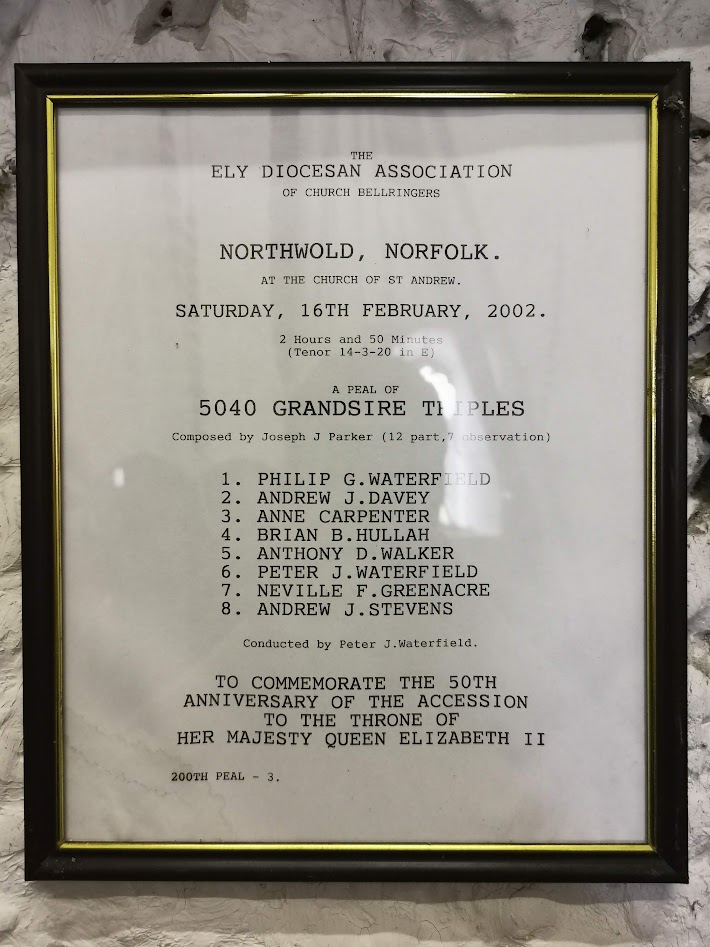 THE
ELY DIOCESAN ASSOCIATION
OF CHURCH BELLRINGERS
NORTHWOLD, NORFOLK.
AT THE CHURCH OF ST ANDREW.
SATURDAY, 16TH FEBRUARY, 2002.
2 Hours and 50 Minutes
(Tenor 14-3-20 in E)
A PEAL OF
5040 GRANDSIRE TRIPLES
Composed by Joseph J Parker (12 part,7 observation)
1. PHILIP G.WATERFIELD
2. ANDREW J.DAVEY
3. ANNE CARPENTER
4. BRIAN B.HULLAH
5. ANTHONY D.WALKER
6. PETER J.WATERFIELD
7. NEVILLE F.GREENACRE
8. ANDREW J.STEVENS
Conducted by Peter J.Waterfield.
TO COMMEMORATE THE 50TH
ANNIVERSARY OF THE ACCESSION
TO THE THRONE OF
HER MAJESTY QUEEN ELIZABETH II
200TH PEAL - 3.